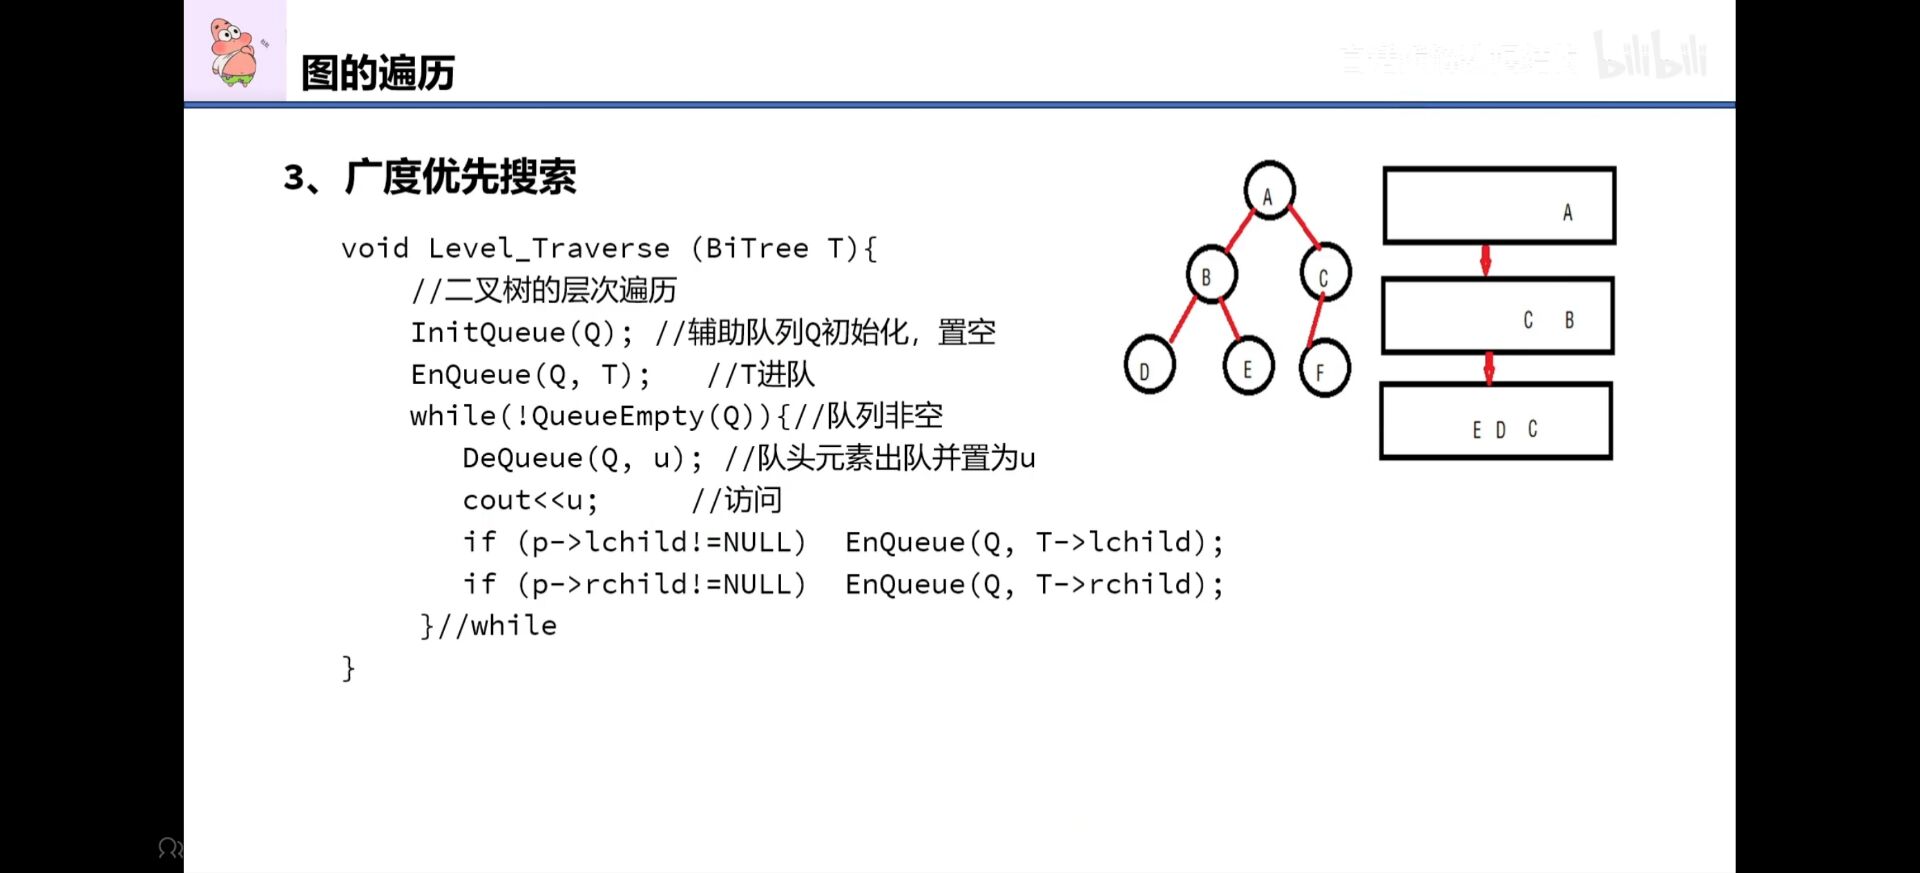 图的遍历
bilibili
3、广度优先搜索
void Level_Traverse (BiTree T){
//二叉树的层次遍历
InitQueue(Q); //辅助队列Q初始化，置空
EnQueue(Q, T);   //T进队
while(!QueueEmpty(Q)){//队列非空
DeQueue(Q, u); //队头元素出队并置为u
cout<<u;     //访问
if (p->lchild!=NULL)  EnQueue(Q, T->lchild);
if (p->rchild!=NULL)  EnQueue(Q, T->rchild);
}//while
}
A
B C
D E F
A
C B
E D C